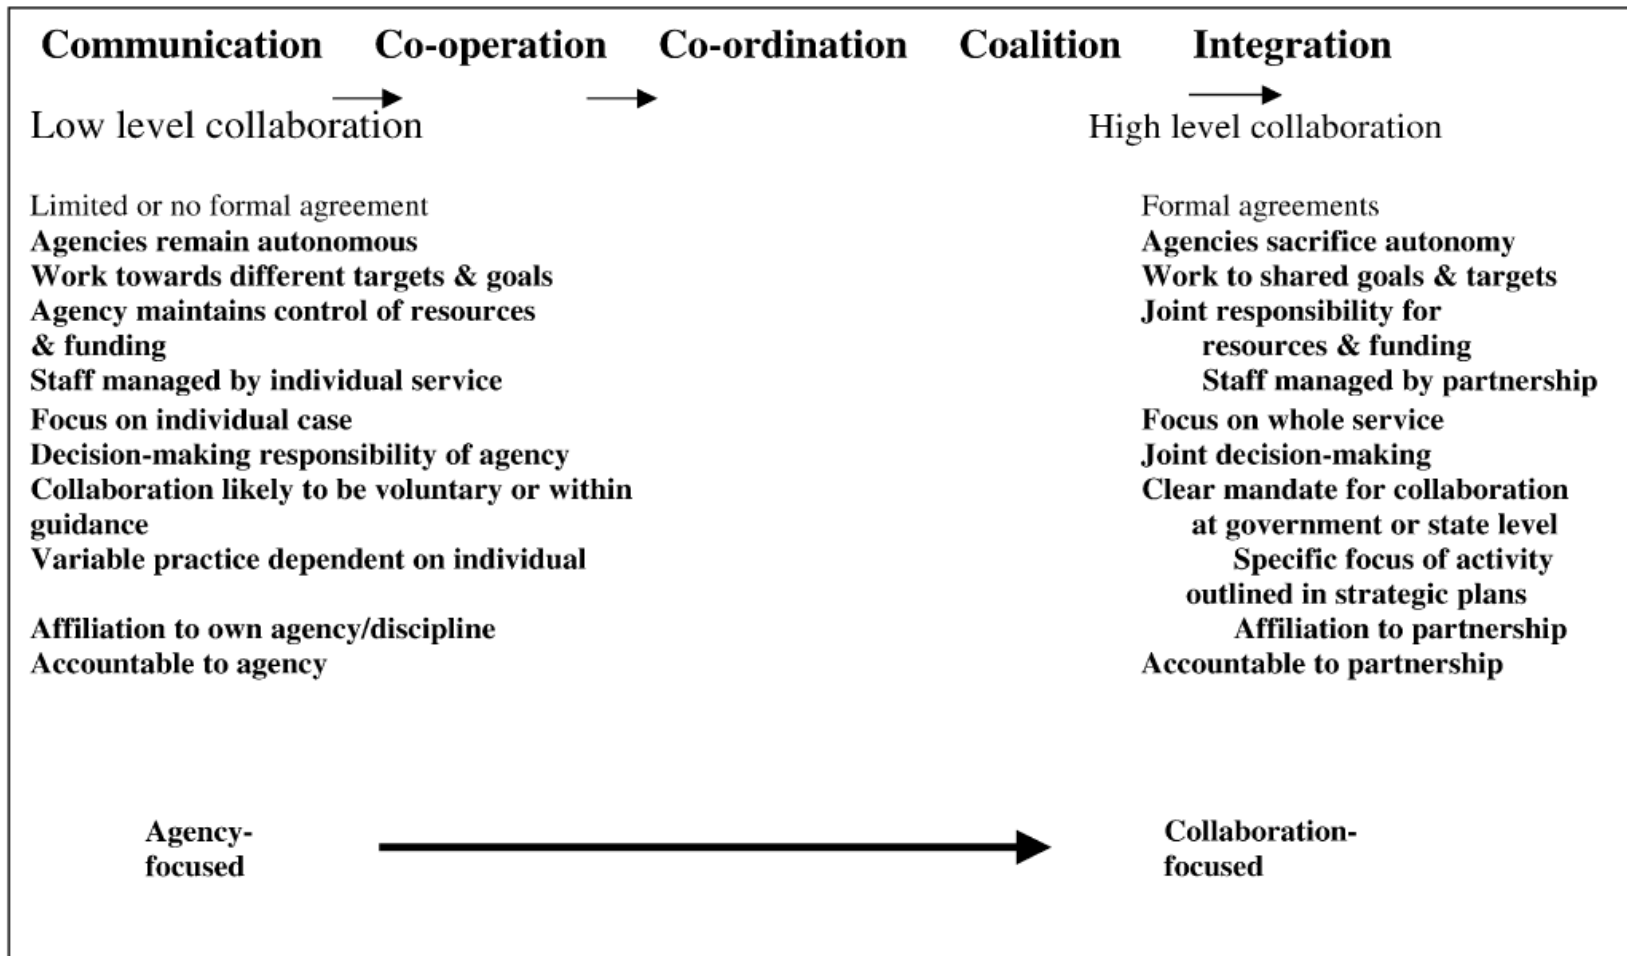 Communication Co-operation Co-ordination Coalition Integration
Low level collaboration
High level collaboration
Limited or no formal agreement
Agencies remain autonomous
Work towards different targets & goals
Agency maintains control of resources
& funding
Staff managed by individual service
Focus on individual case
Decision-making responsibility of agency
Collaboration likely to be voluntary or within
guidance
Variable practice dependent on individual
Affiliation to own agency/discipline
Accountable to agency
Formal agreements
Agencies sacrifice autonomy
Work to shared goals & targets
Joint responsibility for
resources & funding
Staff managed by partnership
Focus on whole service
Joint decision-making
Clear mandate for collaboration
at government or state level
Specific focus of activity
outlined in strategic plans
Affiliation to partnership
Accountable to partnership
Agency-
focused
Collaboration-
focused